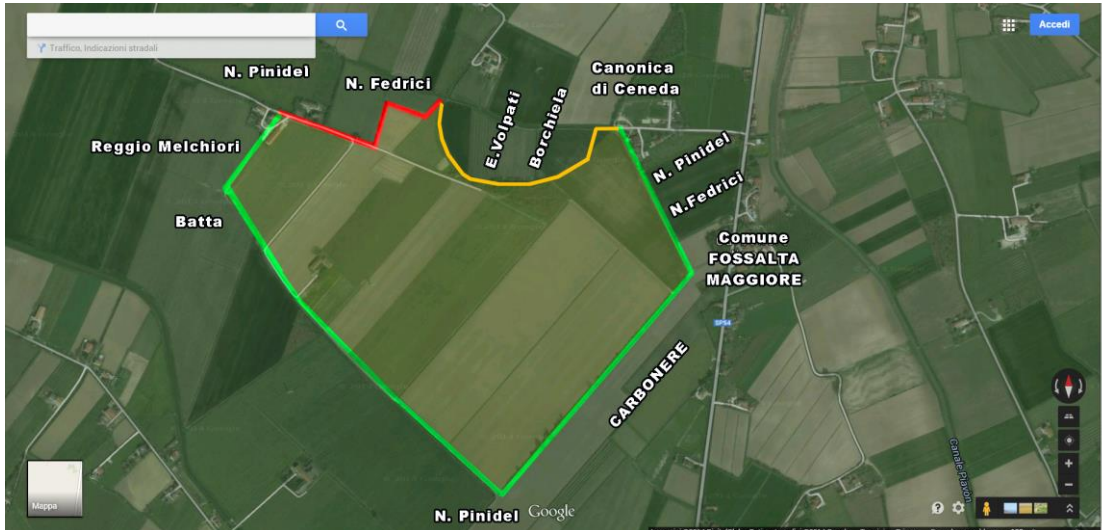 Accedi
Traffico, Indicazioni stradali
N. Pinidel
N. Fedrici
Canonica
di Ceneda
Reggio Melchiori
E.Volpati
Borchiela
N. Pinidel
N.Fedrici
Batta
Comune
FOSSALTA
MAGGIORE
SP54
CARBONERE
Canale Piavon
Mappa
N. Pinidel
Google